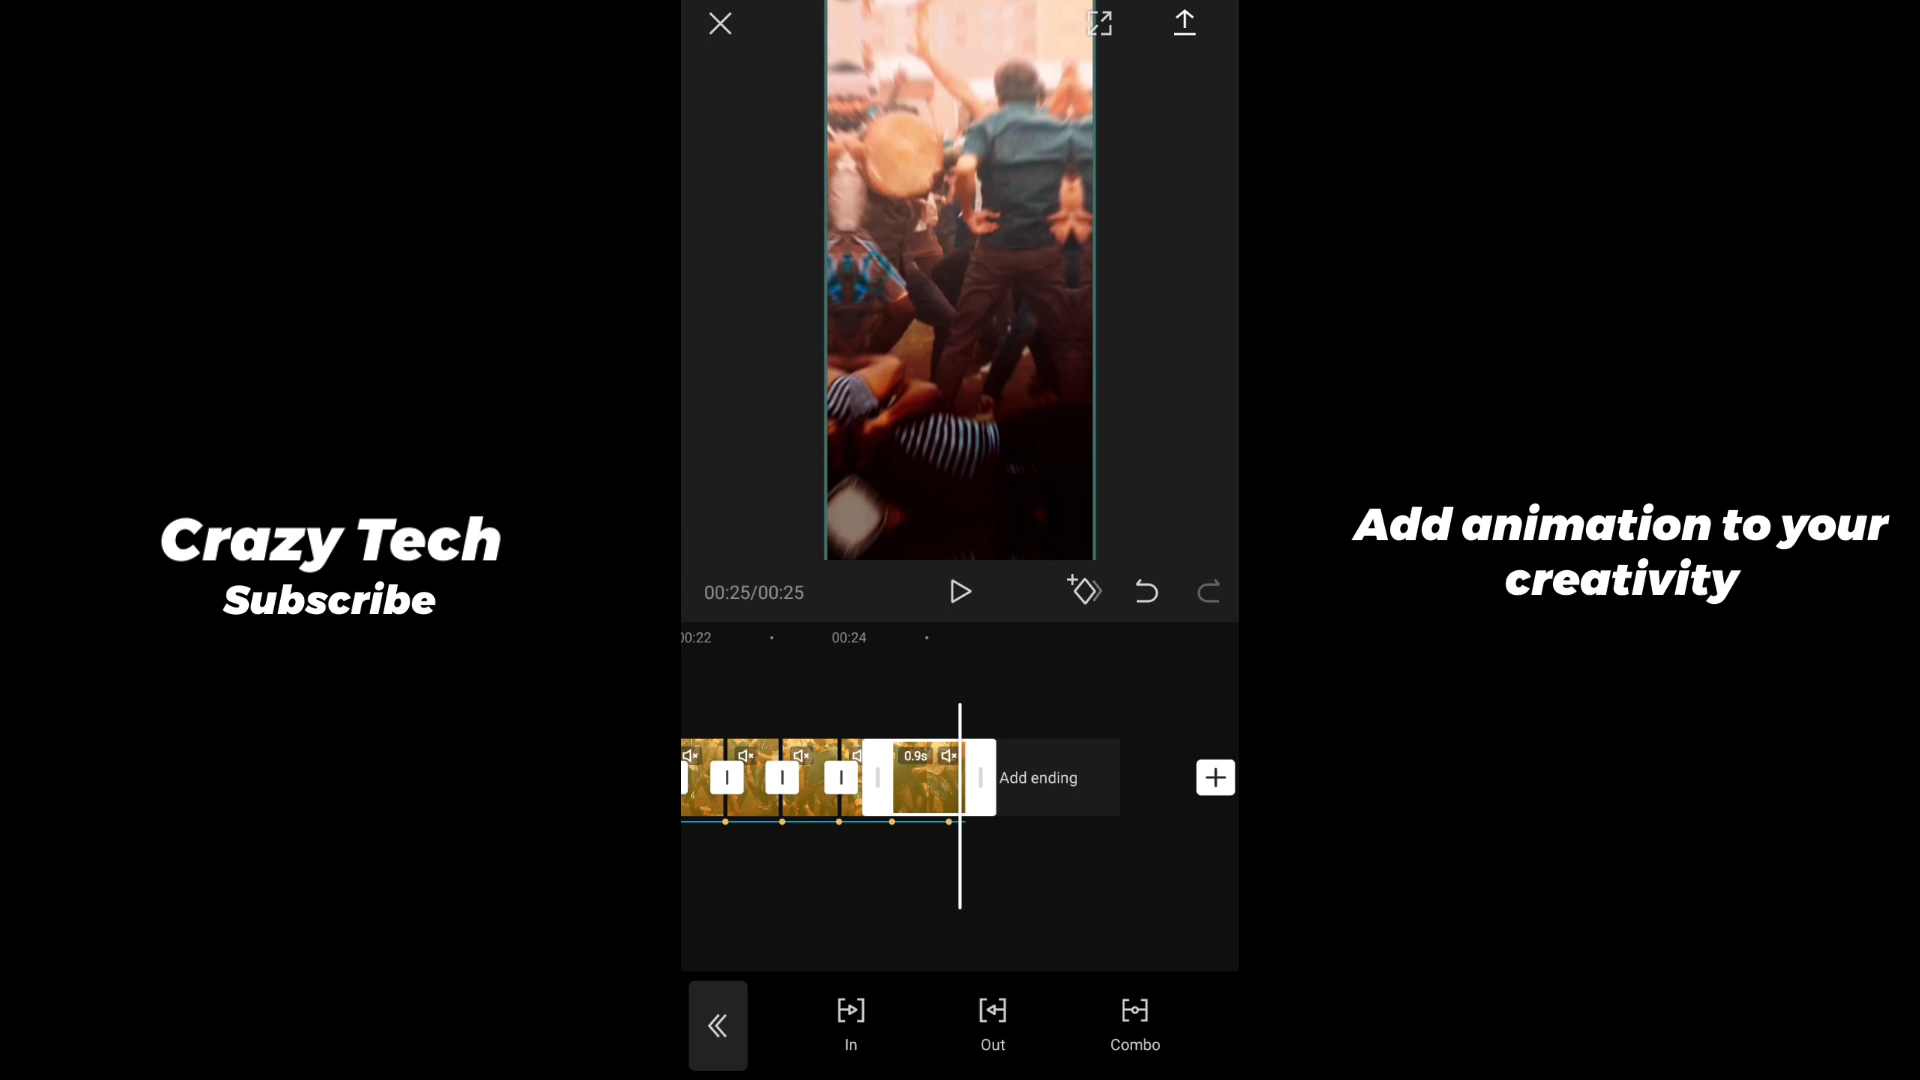 Crazy Tech
Subscribe
00:25/00:25
00:22
00:24
0.9s
Add ending
In
Out
Combo
Add animation to your
creativity